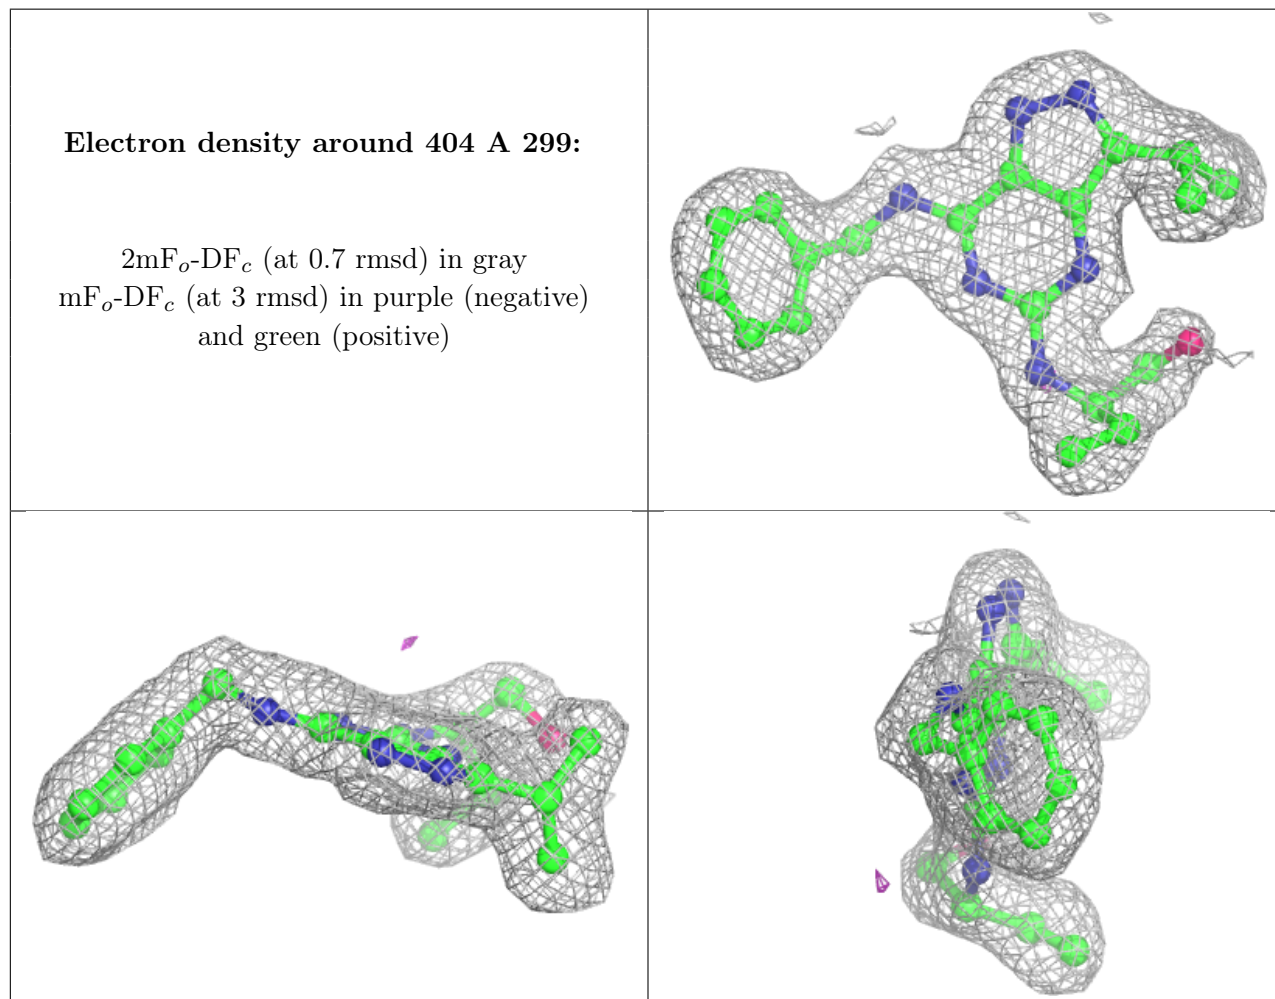 Electron density around 404 A 299:
2mFₒ-DF𝒸 (at 0.7 rmsd) in gray
mFₒ-DF𝒸 (at 3 rmsd) in purple (negative)
and green (positive)